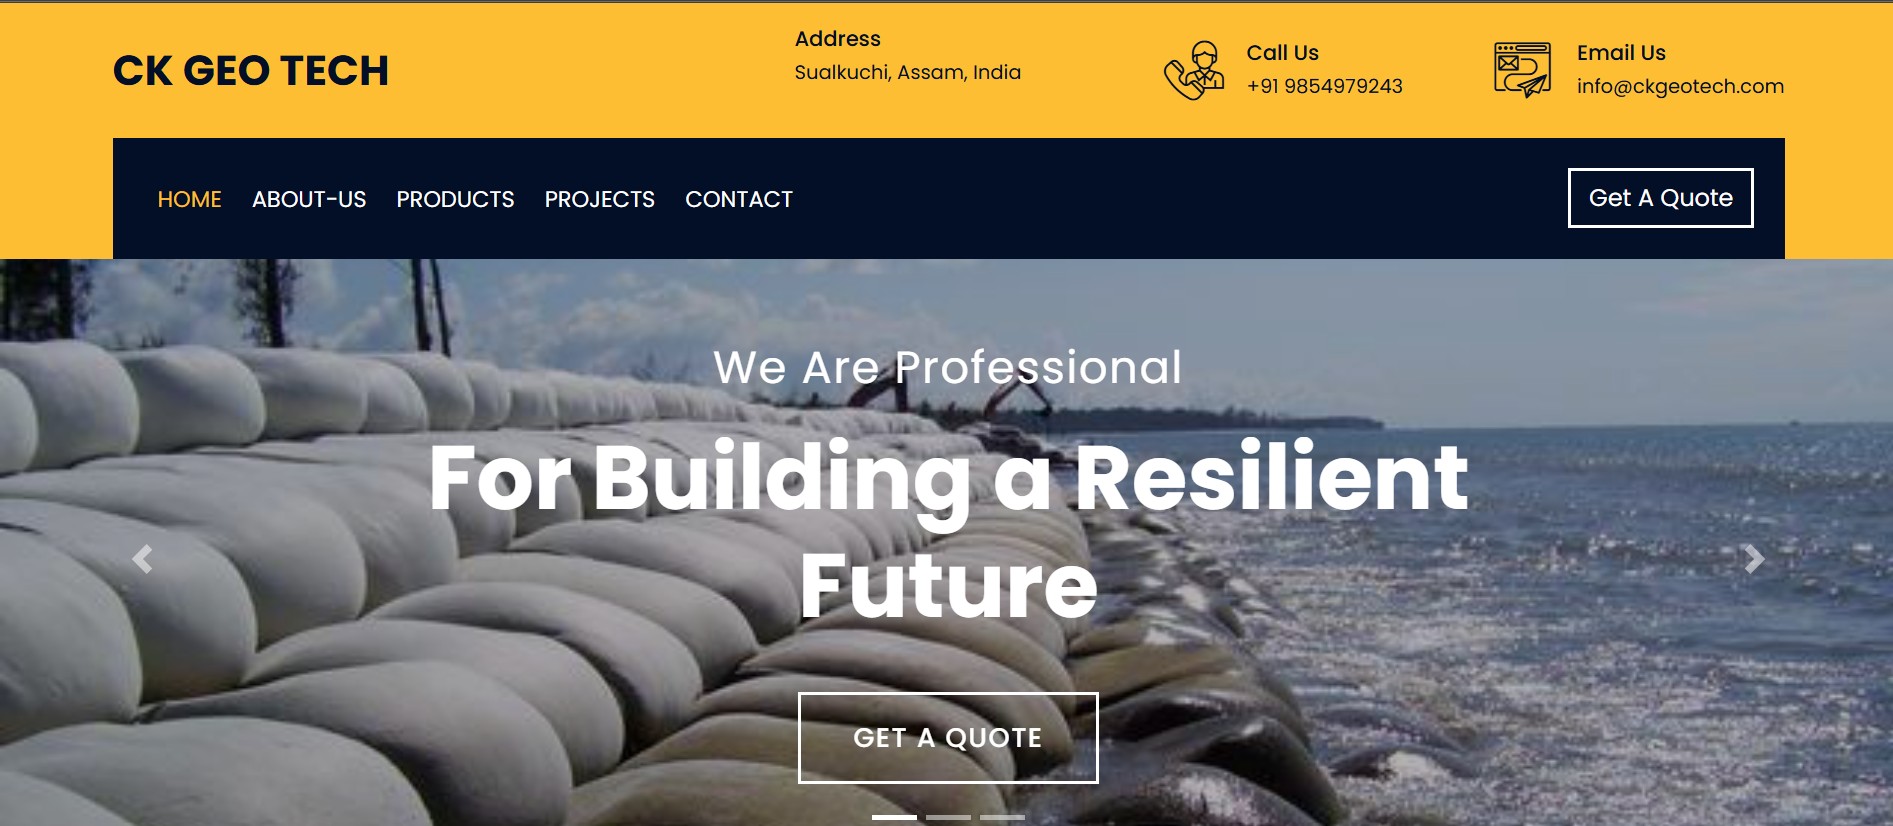 CK GEO TECH
Address
Sualkuchi, Assam, India
Call Us
+91 9854979243
Email Us
info@ckgeotech.com
HOME ABOUT-US PRODUCTS PROJECTS CONTACT
Get A Quote
We Are Professional
For Building a Resilient
Future
GET A QUOTE